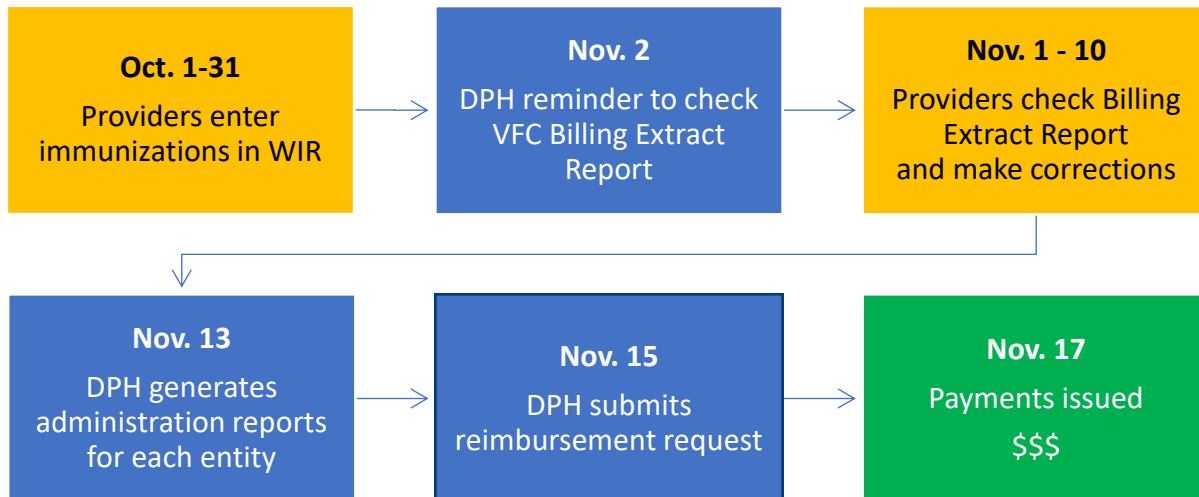 Oct. 1-31
Providers enter
immunizations in WIR
Nov. 2
DPH reminder to check
VFC Billing Extract
Report
Nov. 1 - 10
Providers check Billing
Extract Report
and make corrections
Nov. 13
DPH generates
administration reports
for each entity
Nov. 15
DPH submits
reimbursement request
Nov. 17
Payments issued
$$$